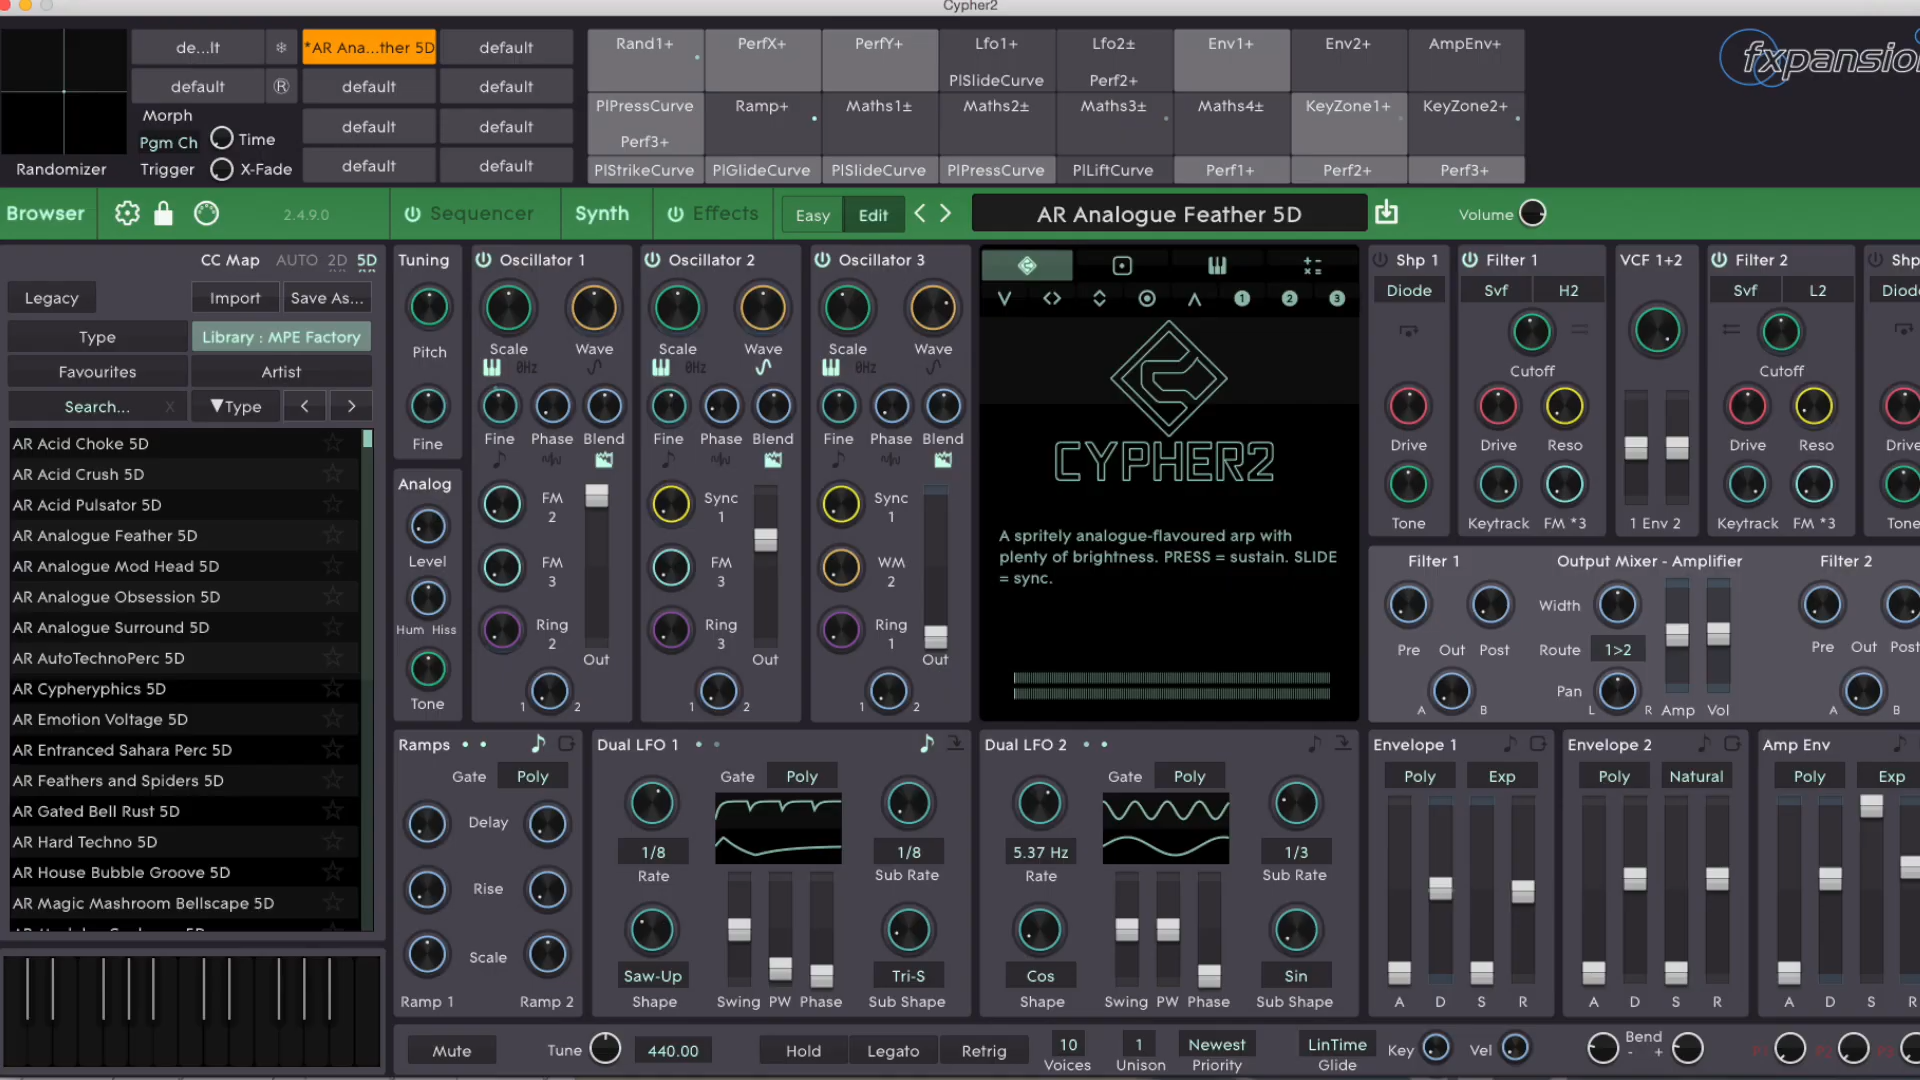 Cypher2
de...lt
*AR Ana...ther 5D
default
default
R
default
default
Morph
Pgm Ch
Time
default
default
Randomizer
Trigger
X-Fade
default
default
Rand1+
PerfX+
PerfY+
Lfo1+
Lfo2±
Env1+
Env2+
AmpEnv+
PlSlideCurve
Perf2+
PlPressCurve
Ramp+
Maths1±
Maths2±
Maths3±
Maths4±
KeyZone1+
KeyZone2+
Perf3+
PlStrikeCurve
PlGlideCurve
PlSlideCurve
PlPressCurve
PlLiftCurve
Perf1+
Perf2+
Perf3+
fxpansion
Browser
2.4.9.0
Sequencer
Synth
Effects
Easy
Edit
AR Analogue Feather 5D
Volume
CC Map
AUTO
2D
5D
Legacy
Import
Save As...
Type
Library : MPE Factory
Favourites
Artist
Search...
X
▼Type
<
>
AR Acid Choke 5D
AR Acid Crush 5D
AR Acid Pulsator 5D
AR Analogue Feather 5D
AR Analogue Mod Head 5D
AR Analogue Obsession 5D
AR Analogue Surround 5D
AR AutoTechnoPerc 5D
AR Cypheryphics 5D
AR Emotion Voltage 5D
AR Entranced Sahara Perc 5D
AR Feathers and Spiders 5D
AR Gated Bell Rust 5D
AR Hard Techno 5D
AR House Bubble Groove 5D
AR Magic Mashroom Bellscape 5D
Tuning
Pitch
Fine
Analog
Level
Hum Hiss
Tone
Oscillator 1
Scale
Wave
0Hz
Fine
Phase
Blend
FM
2
FM
3
Ring
2
Out
1
2
Oscillator 2
Scale
Wave
0Hz
Fine
Phase
Blend
Sync
1
FM
3
Ring
3
Out
1
2
Oscillator 3
Scale
Wave
0Hz
Fine
Phase
Blend
Sync
1
WM
2
Ring
1
Out
1
2
1
2
3
CYPHER2
A spritely analogue-flavoured arp with
plenty of brightness. PRESS = sustain. SLIDE
= sync.
Shp 1
Diode
Drive
Tone
Filter 1
Svf
H2
Cutoff
Drive
Reso
Keytrack
FM *3
VCF 1+2
1 Env 2
Filter 2
Svf
L2
Cutoff
Drive
Reso
Keytrack
FM *3
Shp
Diode
Drive
Tone
Filter 1
Pre
Out
Post
A
B
Output Mixer - Amplifier
Width
Route
1>2
Pan
L
R
Amp
Vol
Filter 2
Pre
Out
Post
A
B
Ramps
Gate
Poly
Delay
Rise
Scale
Ramp 1
Ramp 2
Dual LFO 1
Gate
Poly
1/8
Rate
1/8
Sub Rate
Saw-Up
Shape
Swing
PW
Phase
Tri-S
Sub Shape
Dual LFO 2
Gate
Poly
5.37 Hz
Rate
1/3
Sub Rate
Cos
Shape
Swing
PW
Phase
Sin
Sub Shape
Envelope 1
Poly
Exp
A
D
S
R
Envelope 2
Poly
Natural
A
D
S
R
Amp Env
Poly
Exp
A
D
S
R
Mute
Tune
440.00
Hold
Legato
Retrig
10
Voices
1
Unison
Newest
Priority
LinTime
Glide
Key
Vel
Bend
-
+